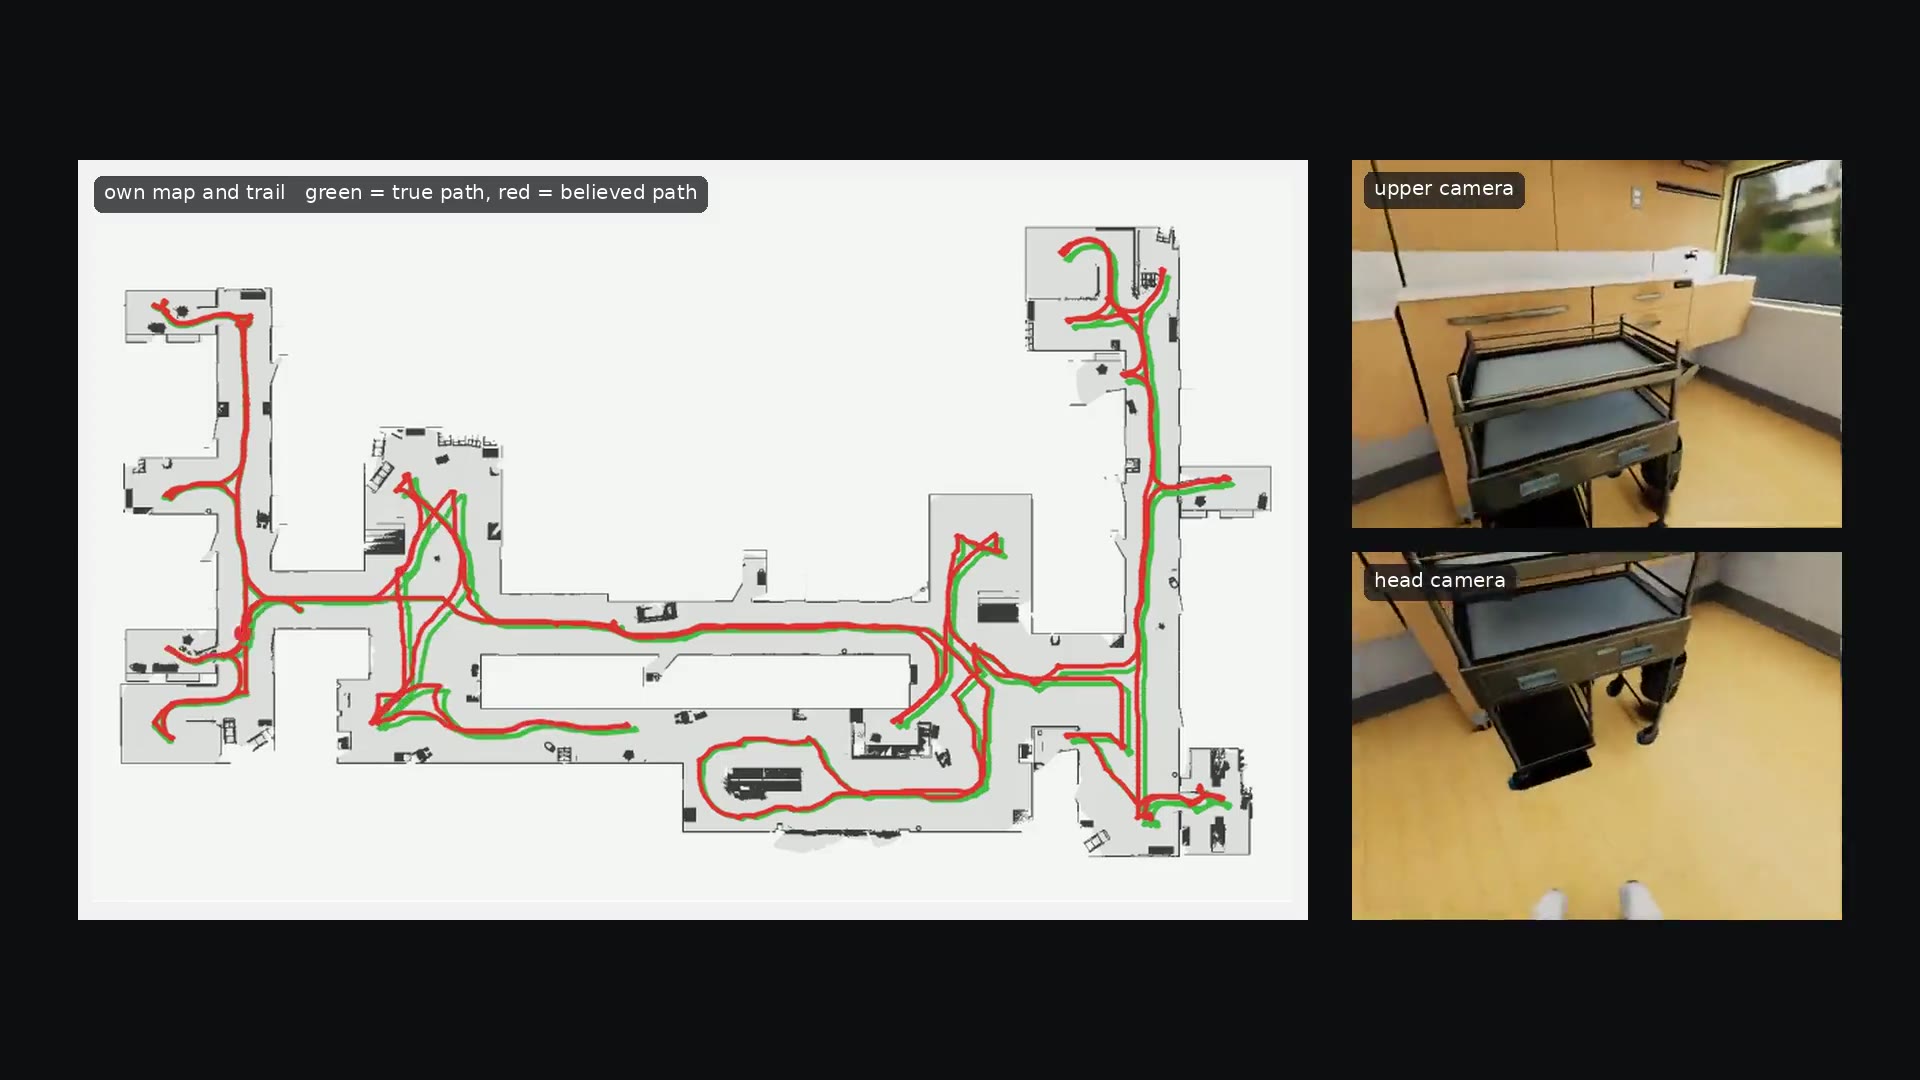 own map and trail   green = true path, red = believed path
upper camera
head camera